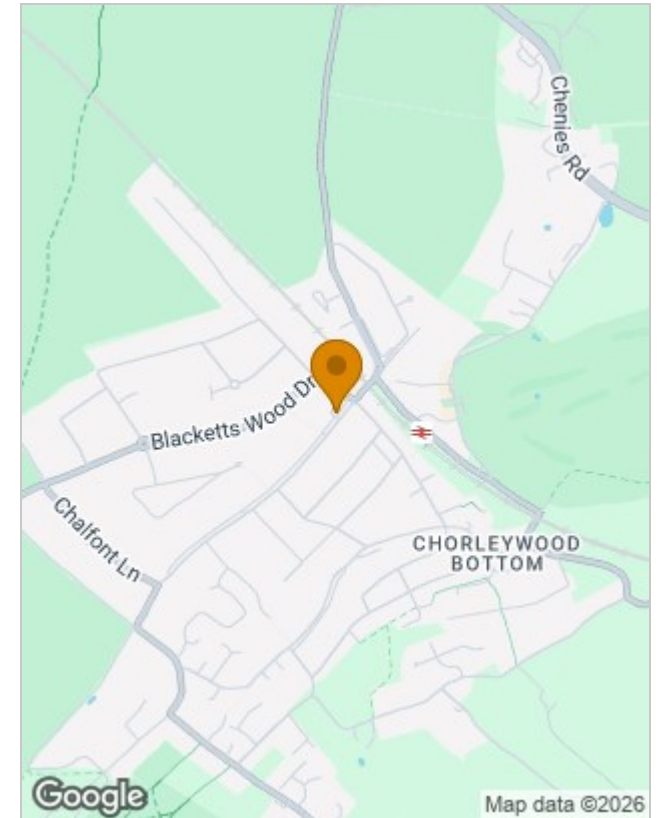 Chenies Rd
Blacketts Wood Dr
Chalfont Ln
CHORLEYWOOD
BOTTOM
Google
Map data ©2026